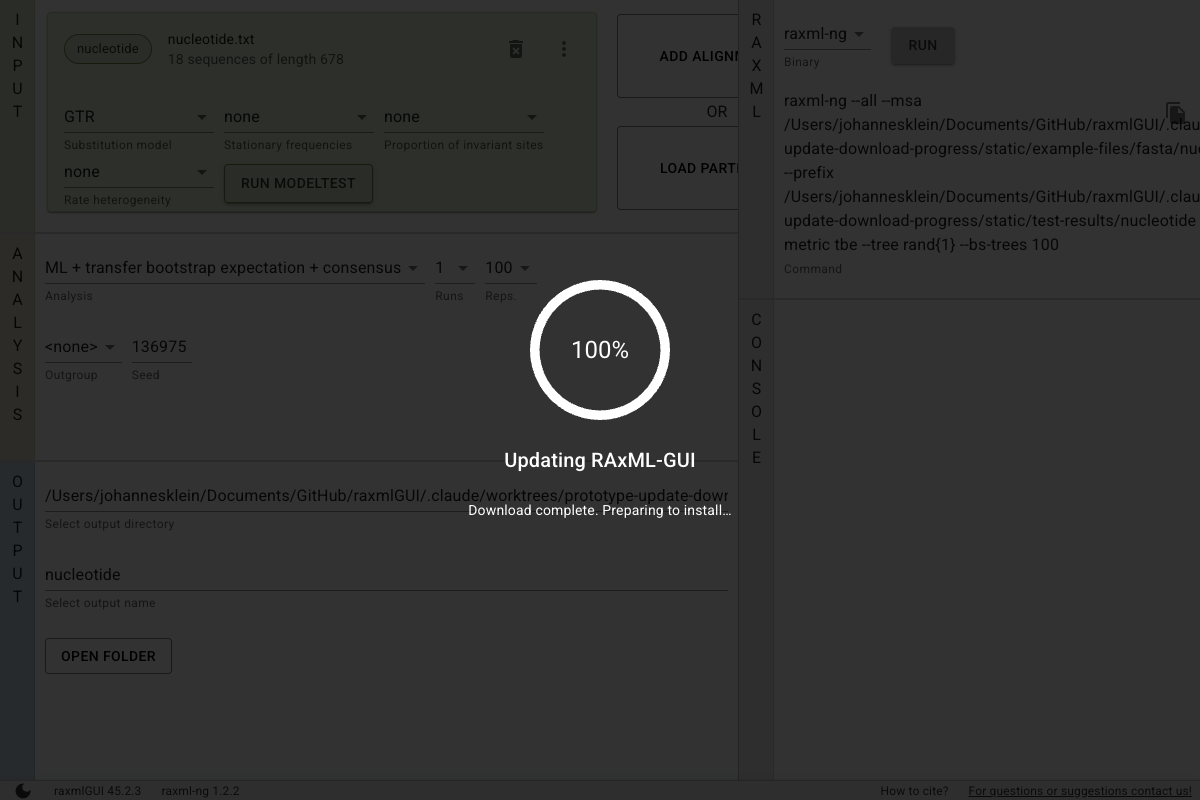 INPUT
nucleotide
nucleotide.txt
18 sequences of length 678
GTR
none
none
Substitution model
Stationary frequencies
Proportion of invariant sites
none
RUN MODELTEST
Rate heterogeneity
OR
ANALYSIS
ML + transfer bootstrap expectation + consensus
1
100
Analysis
Runs
Reps.
<none>
136975
Outgroup
Seed
OUTPUT
/Users/johannesklein/Documents/GitHub/raxmlGUI/.claude/worktrees/prototype-update-dowr
Select output directory
nucleotide
Select output name
OPEN FOLDER
ADD ALIGN
LOAD PARTI
RAXML
raxml-ng
RUN
Binary
raxml-ng --all --msa
/Users/johannesklein/Documents/GitHub/raxmlGUI/.clau
update-download-progress/static/example-files/fasta/nuc
--prefix
/Users/johannesklein/Documents/GitHub/raxmlGUI/.clau
update-download-progress/static/test-results/nucleotide
metric tbe --tree rand{1} --bs-trees 100
Command
CONSOLE
100%
Updating RAxML-GUI
Download complete. Preparing to install...
raxmlGUI 45.2.3
raxml-ng 1.2.2
How to cite?
For questions or suggestions contact us!